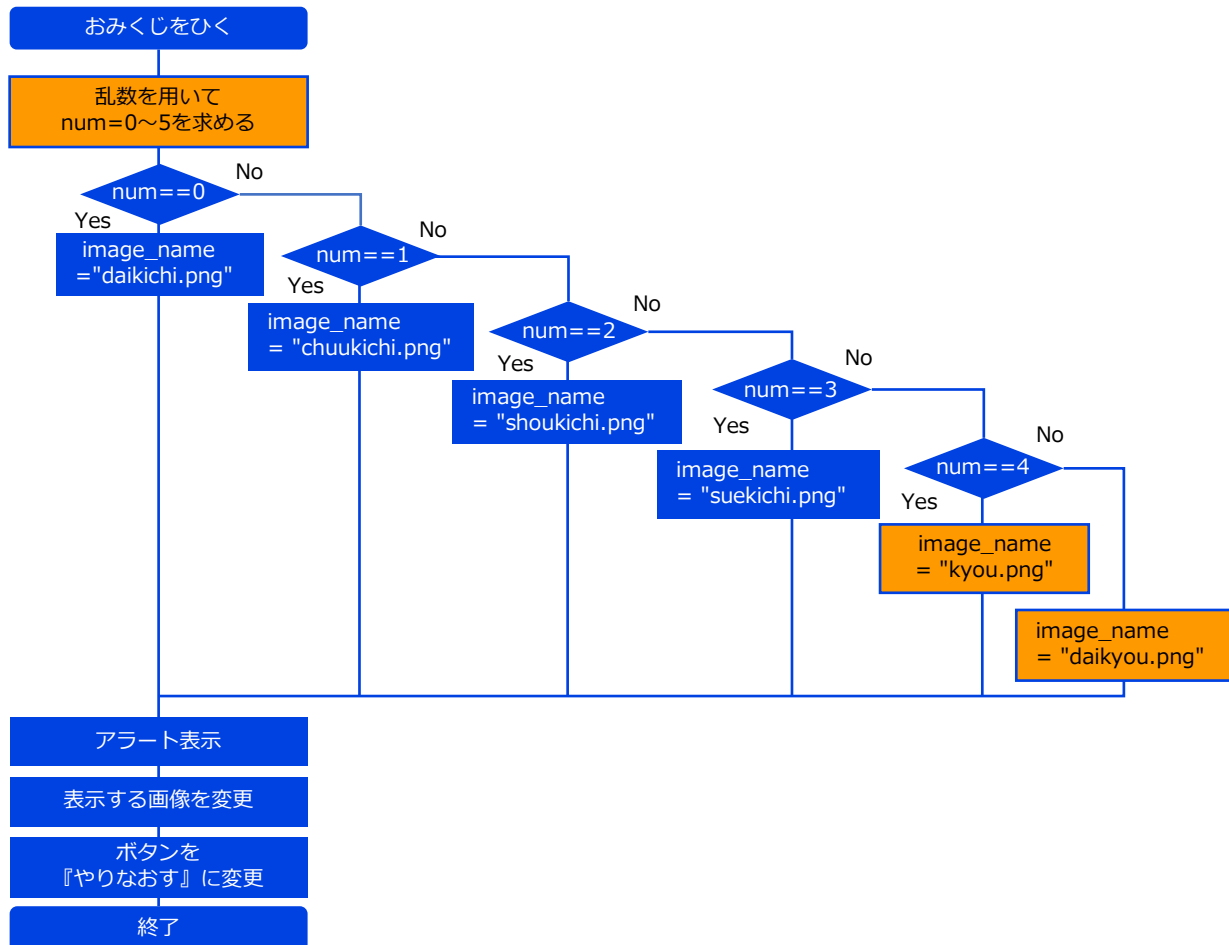 おみくじをひく
乱数を用いて
num=0～5を求める
num==0
No
Yes
image_name
="daikichi.png"
num==1
No
Yes
image_name
= "chuukichi.png"
num==2
No
Yes
image_name
= "shoukichi.png"
num==3
No
Yes
image_name
= "suekichi.png"
num==4
No
Yes
image_name
= "kyou.png"
image_name
= "daikyou.png"
アラート表示
表示する画像を変更
ボタンを
『やりなおす』に変更
終了